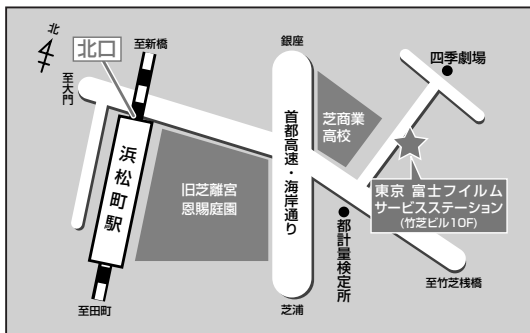 北
至新橋
北口
至大門
浜松町駅
至田町
旧芝離宮
恩賜庭園
銀座
首都高速・海岸通り
芝浦
芝商業
高校
都計量検定所
四季劇場
東京 富士フイルム
サービスステーション
(竹芝ビル10F)
至竹芝桟橋